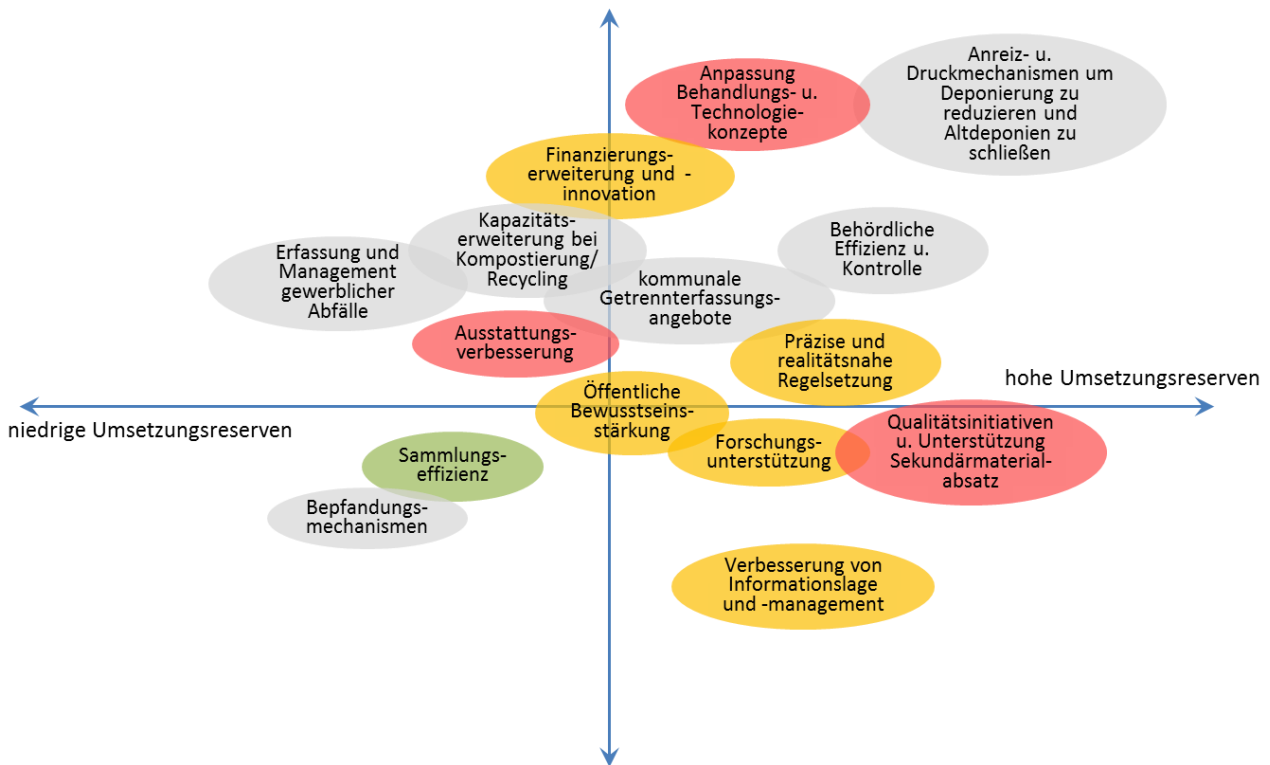 Anpassung
Behandlungs- u.
Technologie-
konzepte
Anreiz- u.
Druckmechanismen um
Deponierung zu
reduzieren und
Altdeponien zu
schließen
Finanzierungs-
erweiterung und -
innovation
Kapazitäts-
erweiterung bei
Kompostierung/
Recycling
Behördliche
Effizienz u.
Kontrolle
Erfassung und
Management
gewerblicher
Abfälle
kommunale
Getrennterfassungs-
angebote
Ausstattungs-
verbesserung
Präzise und
realitätsnahe
Regelsetzung
hohe Umsetzungsreserven
Öffentliche
Bewusstseins-
stärkung
niedrige Umsetzungsreserven
Qualitätsinitiativen
u. Unterstützung
Sekundärmaterial-
absatz
Forschungs-
unterstützung
Sammlungs-
effizienz
Bepfandungs-
mechanismen
Verbesserung von
Informationslage
und -management